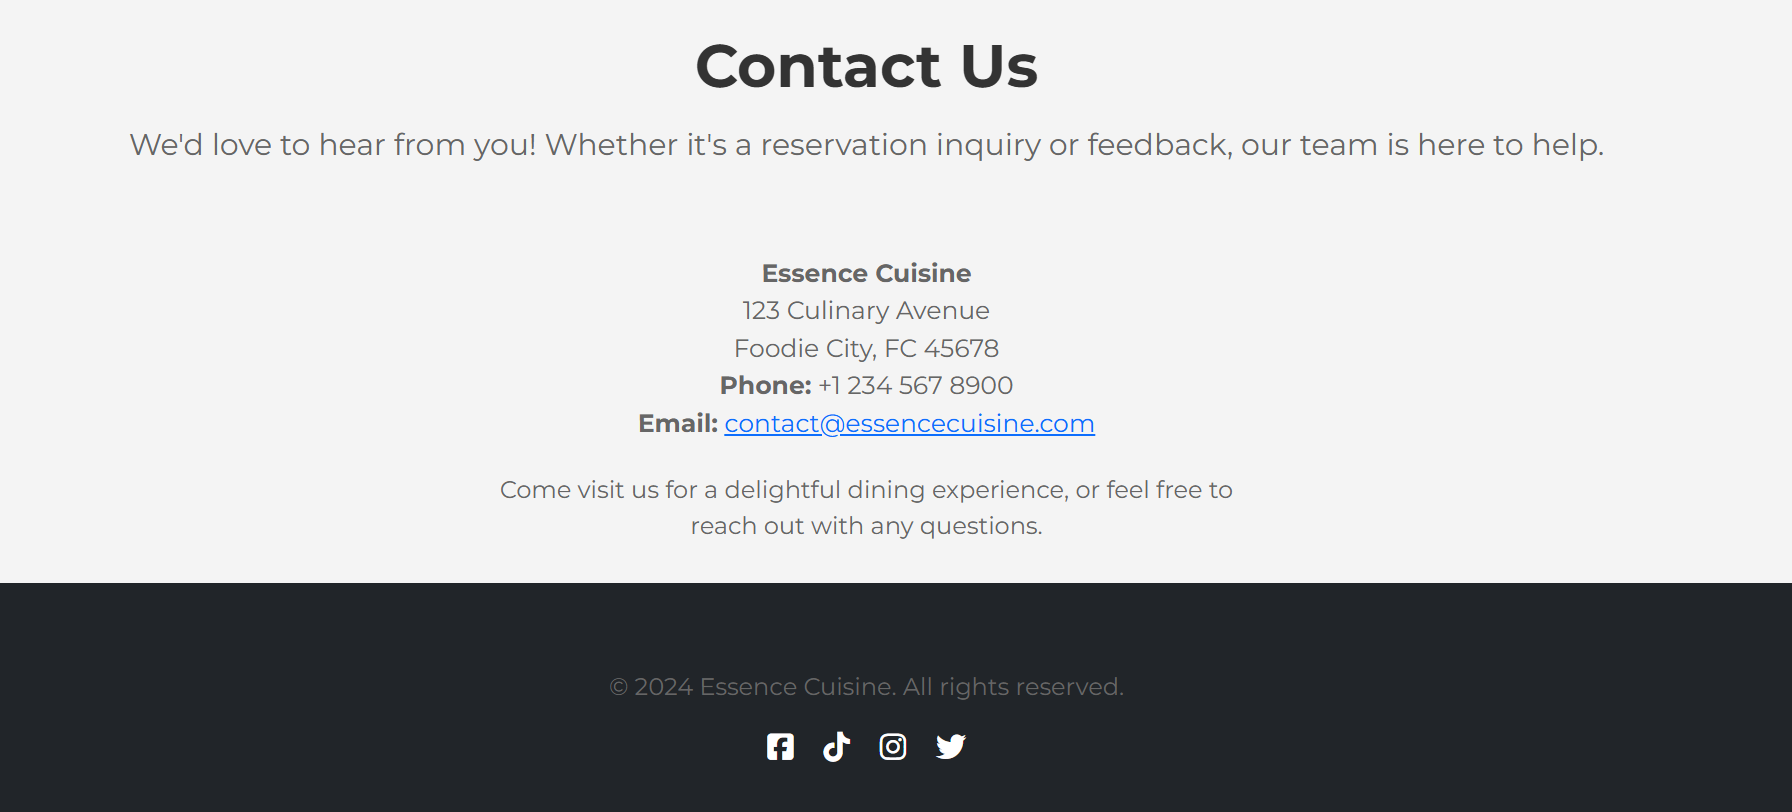 Contact Us
We'd love to hear from you! Whether it's a reservation inquiry or feedback, our team is here to help.
Essence Cuisine
123 Culinary Avenue
Foodie City, FC 45678
Phone: +1 234 567 8900
Email: contact@essencecuisine.com
Come visit us for a delightful dining experience, or feel free to
reach out with any questions.
© 2024 Essence Cuisine. All rights reserved.